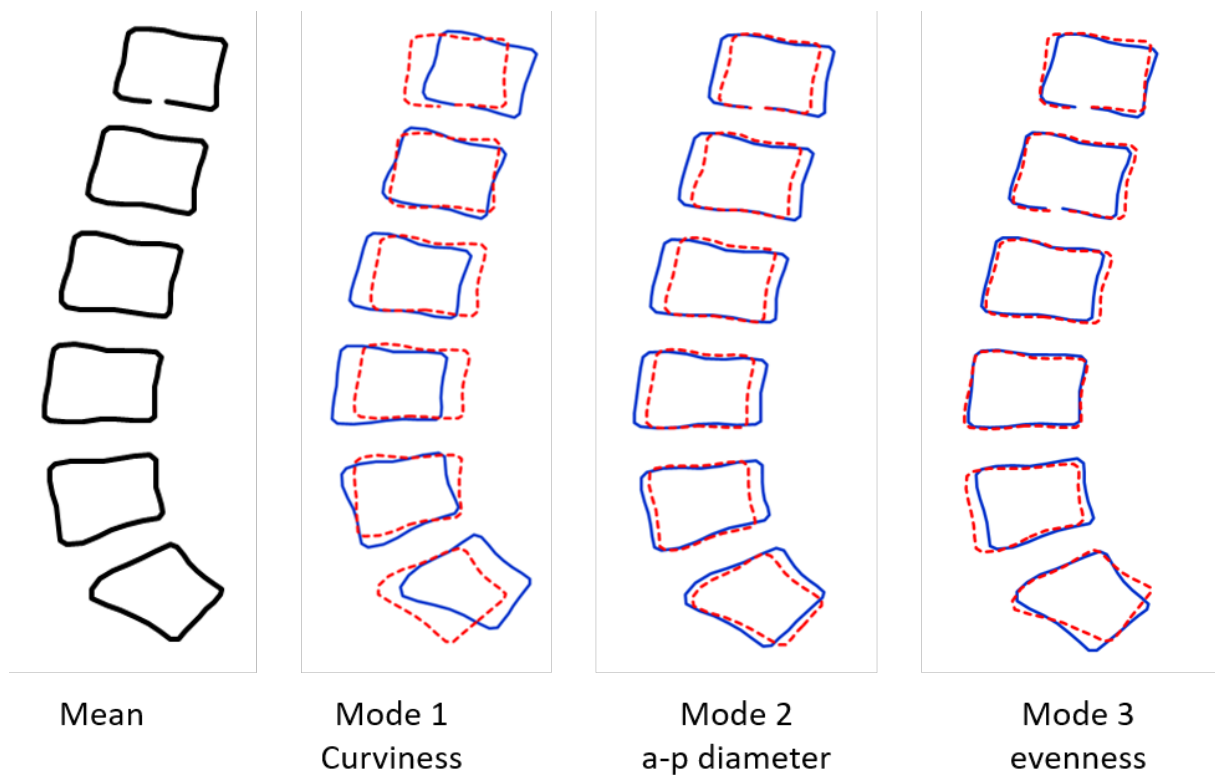 Mean
Mode 1
Curviness
Mode 2
a-p diameter
Mode 3
evenness